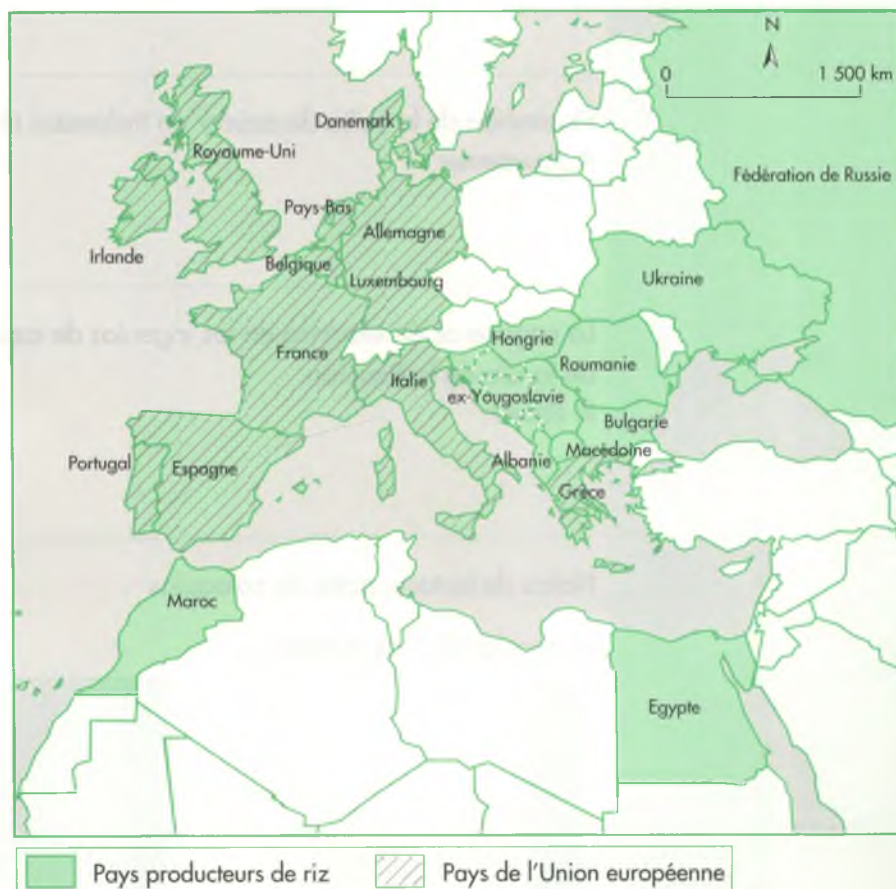 N
0 1 500 km
Danemark
Royaume-Uni
Fédération de Russie
Pays-Bas
Allemagne
Irlande
Belgique
Ukraine
Luxembourg
Hongrie
France
Roumanie
Italie
ex-Yougoslavie
Bulgarie
Macédoine
Portugal
Espagne
Albanie
Grèce
Maroc
Egypte
Pays producteurs de riz
Pays de l'Union européenne